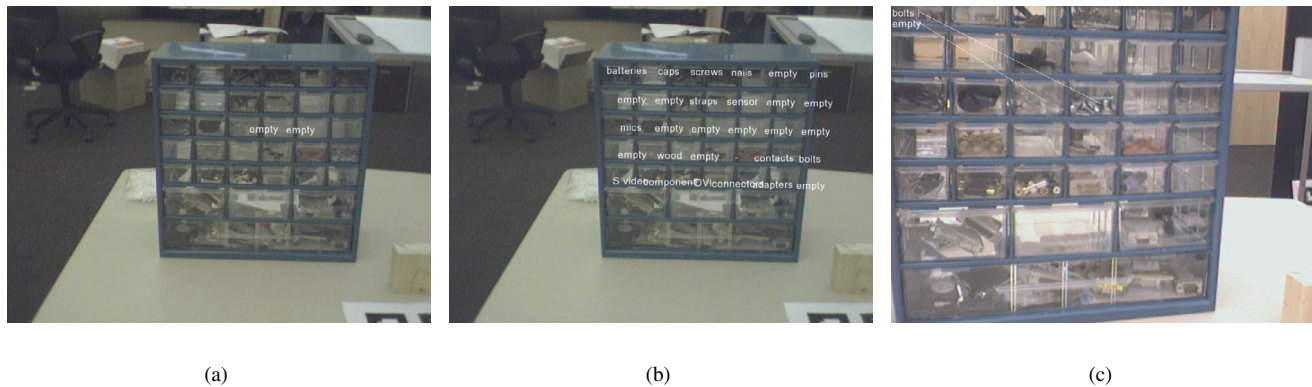 empty empty
batteries caps screws nails empty pins
empty empty straps sensor empty empty
mics empty empty empty empty empty
empty wood empty - contacts bolts
S video component DVI connectors adapters empty
bolts
empty
(a) (b) (c)